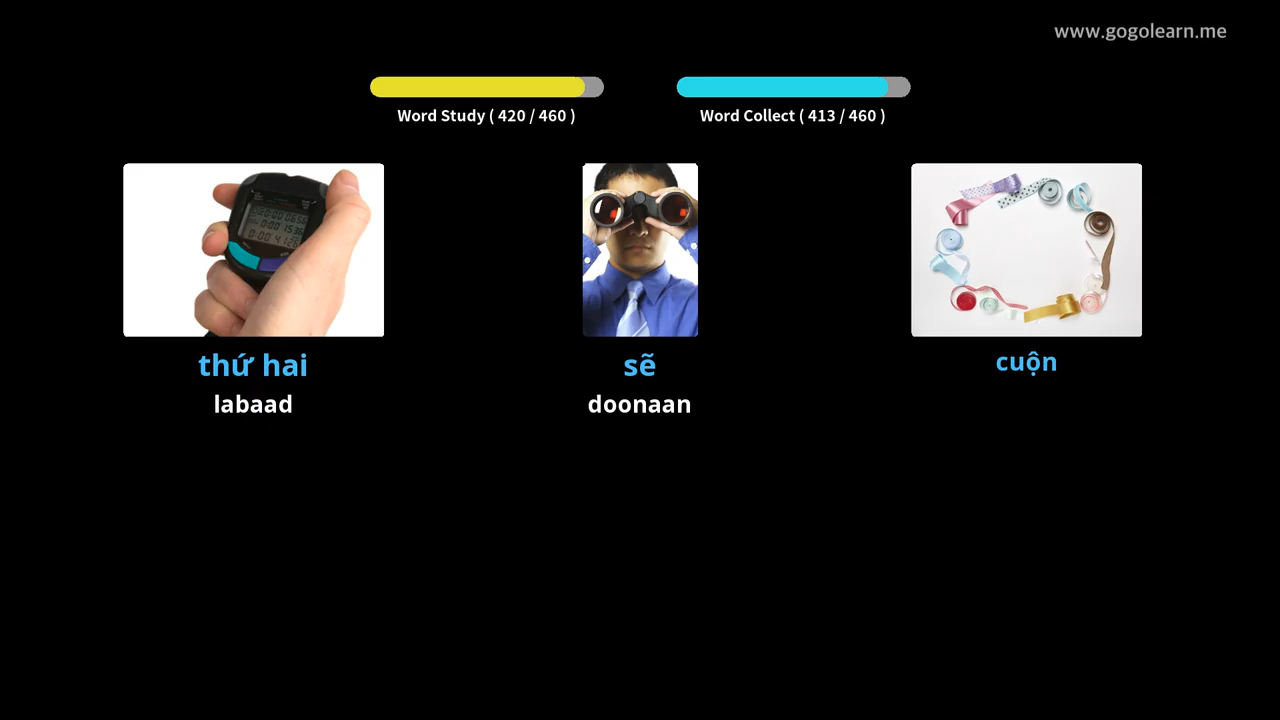 www.gogolearn.me
Word Study ( 420 / 460 )
Word Collect ( 413 / 460 )
thứ hai
labaad
sẽ
doonaan
cuộn